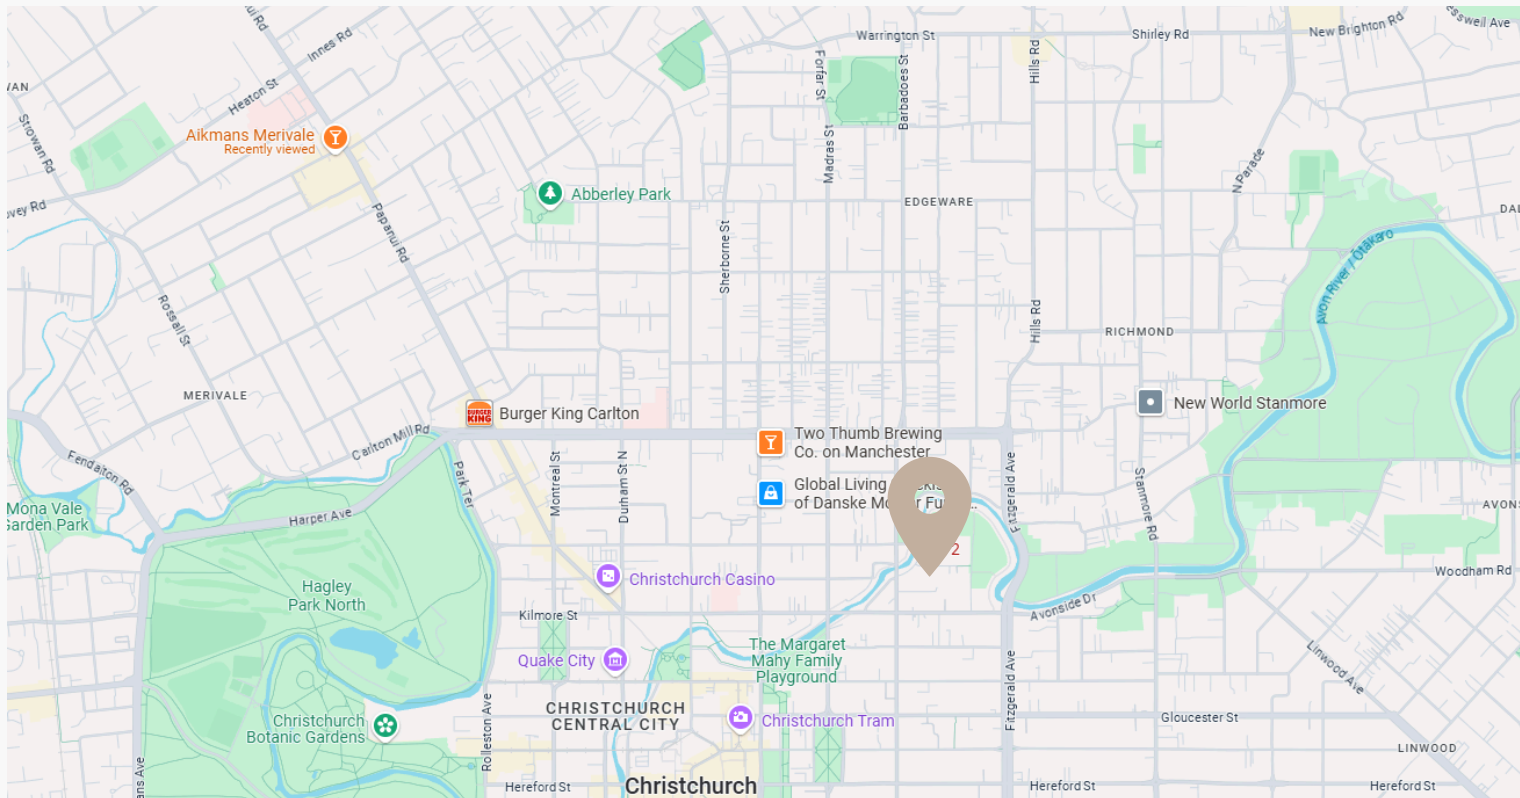 Warrington St
Shirley Rd
New Brighton Rd
Innes Rd
Heaton St
Strowan Rd
Forfar St
Barbadoes St
Hills Rd
Aikmans Merivale
Recently viewed
Madras St
N Parade
Abberley Park
EDGEWARE
Papanui Rd
Sherborne St
Avon River / Ōtākaro
Rossall St
Hills Rd
RICHMOND
MERIVALE
BURGER
KING
Burger King Carlton
New World Stanmore
Carlton Mill Rd
Two Thumb Brewing
Co. on Manchester
Fendalton Rd
Park Ter
Montreal St
Durham St N
Global Living
of Danske
Fitzgerald Ave
Stanmore Rd
Mona Vale
Garden Park
Harper Ave
2
Christchurch Casino
Woodham Rd
Hagley
Park North
Kilmore St
Avonside Dr
The Margaret
Mahy Family
Playground
Quake City
Linwood Ave
CHRISTCHURCH
CENTRAL CITY
Christchurch
Botanic Gardens
Rolleston Ave
Christchurch Tram
Fitzgerald Ave
Gloucester St
LINWOOD
Christchurch
Hereford St
Hereford St
Hereford St